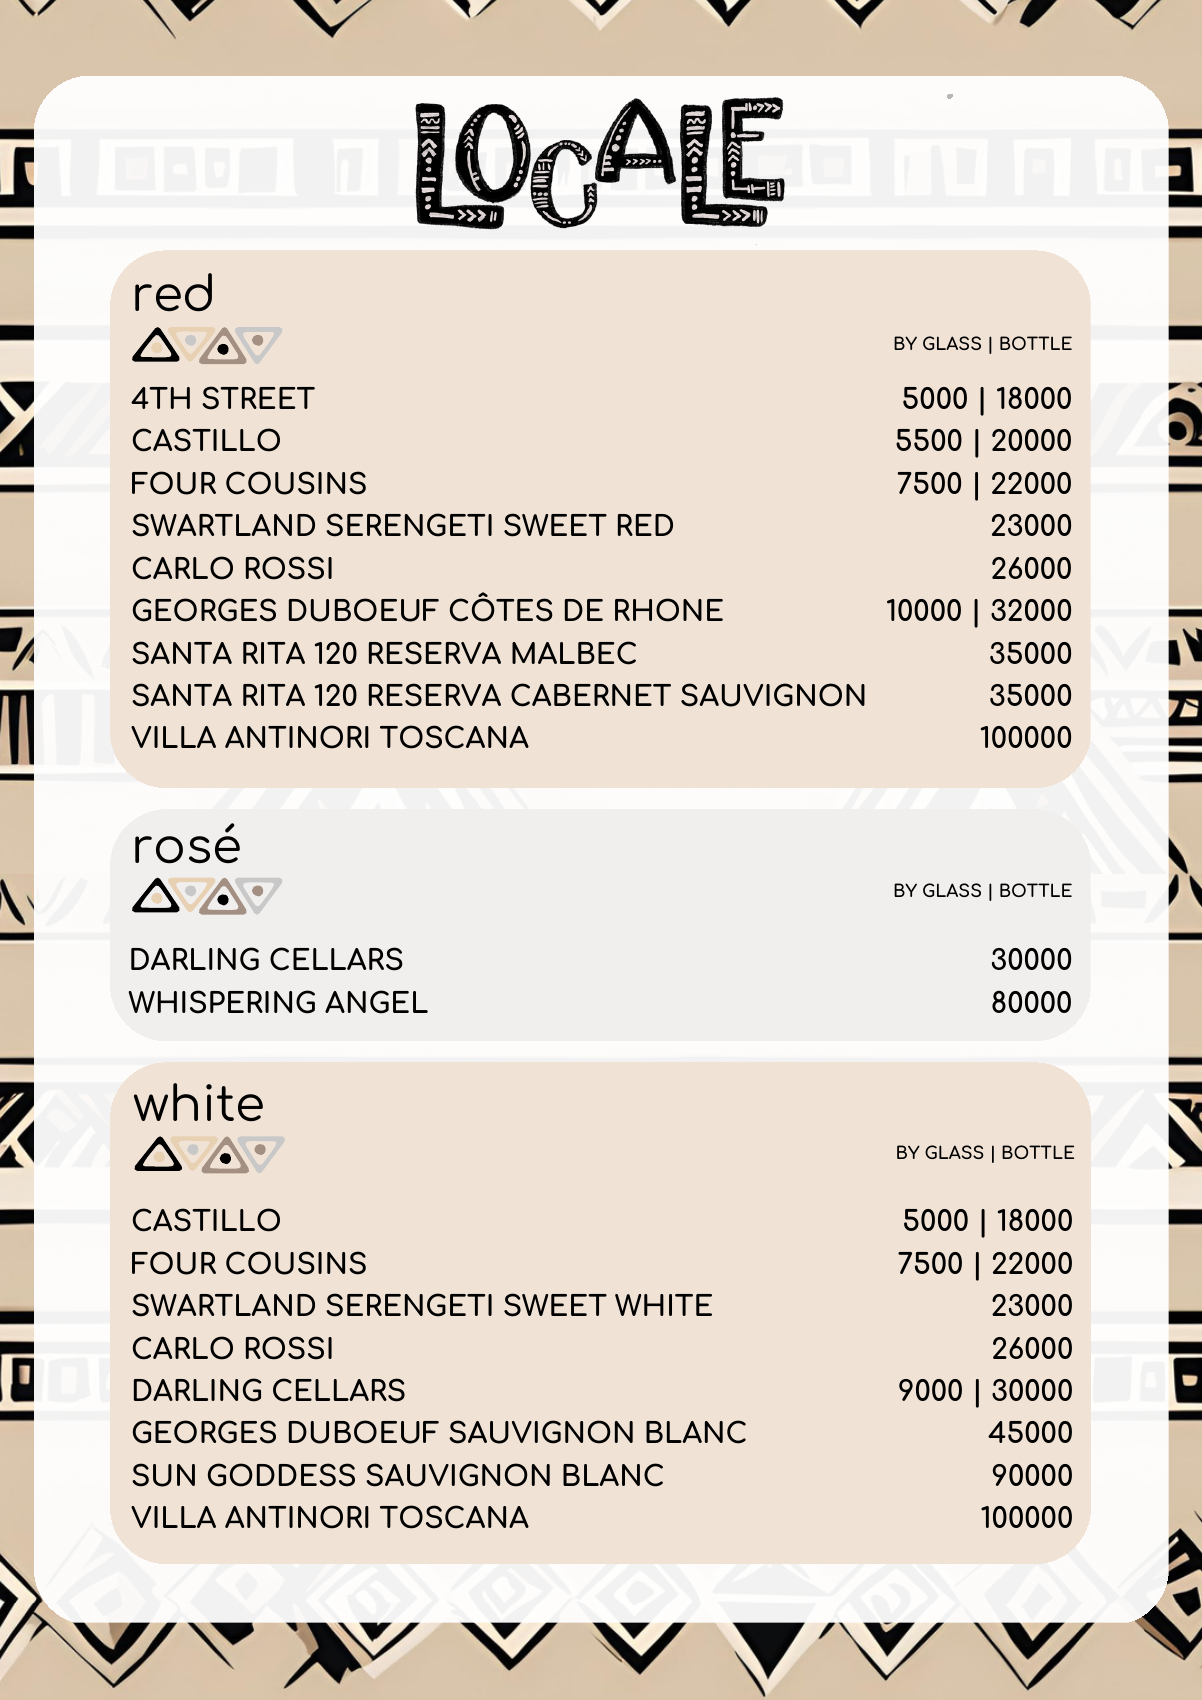 LOCALE
red
BY GLASS | BOTTLE
4TH STREET 5000 | 18000
CASTILLO 5500 | 20000
FOUR COUSINS 7500 | 22000
SWARTLAND SERENGETI SWEET RED 23000
CARLO ROSSI 26000
GEORGES DUBOEUF CÔTES DE RHONE 10000 | 32000
SANTA RITA 120 RESERVA MALBEC 35000
SANTA RITA 120 RESERVA CABERNET SAUVIGNON 35000
VILLA ANTINORI TOSCANA 100000
rosé
BY GLASS | BOTTLE
DARLING CELLARS 30000
WHISPERING ANGEL 80000
white
BY GLASS | BOTTLE
CASTILLO 5000 | 18000
FOUR COUSINS 7500 | 22000
SWARTLAND SERENGETI SWEET WHITE 23000
CARLO ROSSI 26000
DARLING CELLARS 9000 | 30000
GEORGES DUBOEUF SAUVIGNON BLANC 45000
SUN GODDESS SAUVIGNON BLANC 90000
VILLA ANTINORI TOSCANA 100000